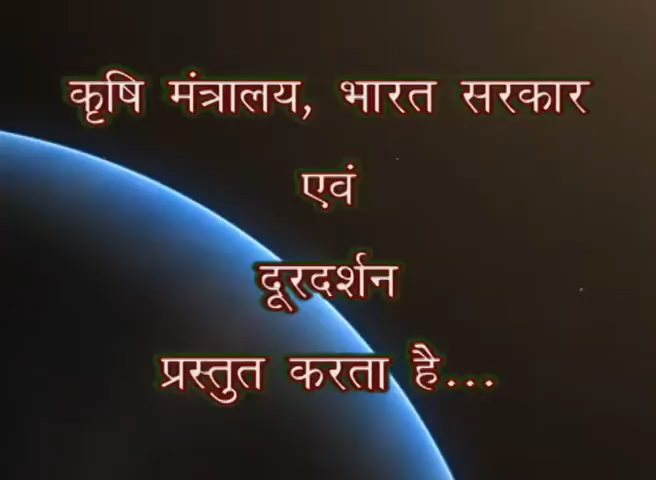 कृषि मंत्रालय, भारत सरकार
एवं
दूरदर्शन
प्रस्तुत करता है...